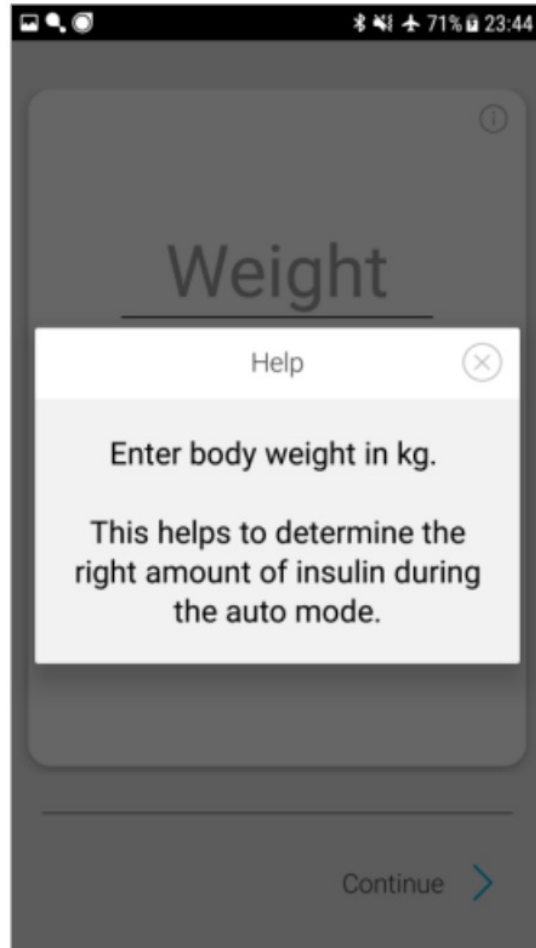 71% 23:44
Weight
Help
Enter body weight in kg.
This helps to determine the
right amount of insulin during
the auto mode.
Continue